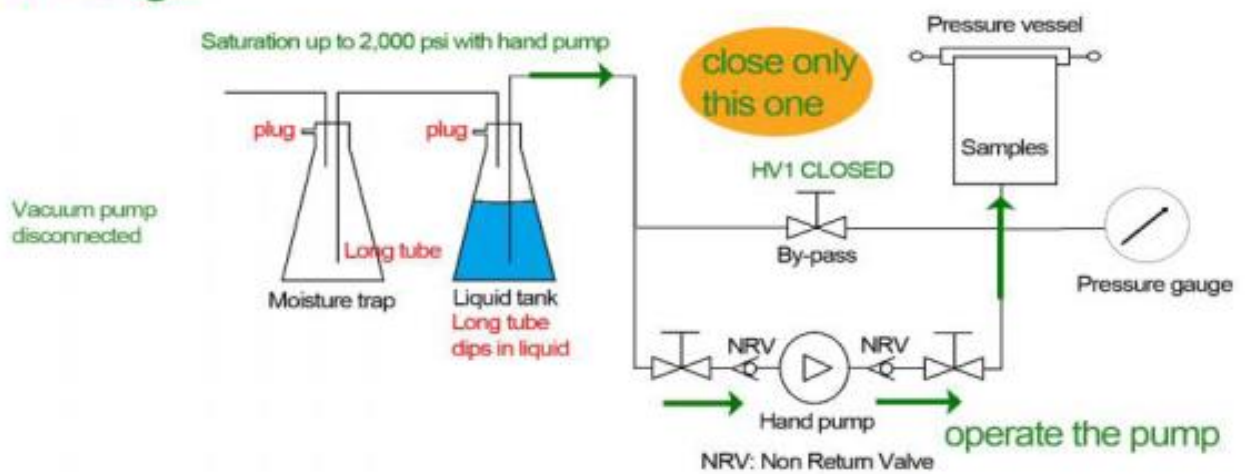 Saturation up to 2,000 psi with hand pump
close only
this one
Pressure vessel
plug
plug
Samples
HV1 CLOSED
Vacuum pump
disconnected
Long tube
By-pass
Pressure gauge
Moisture trap
Liquid tank
Long tube
dips in liquid
NRV
NRV
Hand pump
operate the pump
NRV: Non Return Valve